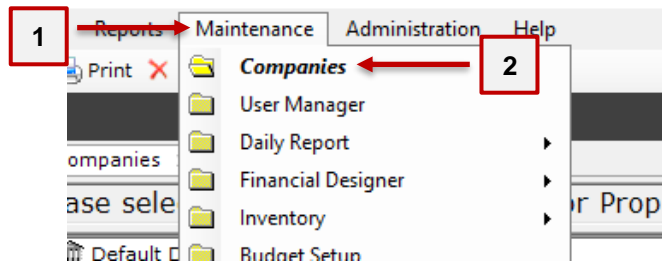 1
Reports Maintenance Administration Help
Print
Companies
2
User Manager
Daily Report
ompanies
Financial Designer
ase sele
or Prop
Inventory
Default D
Budget Setup